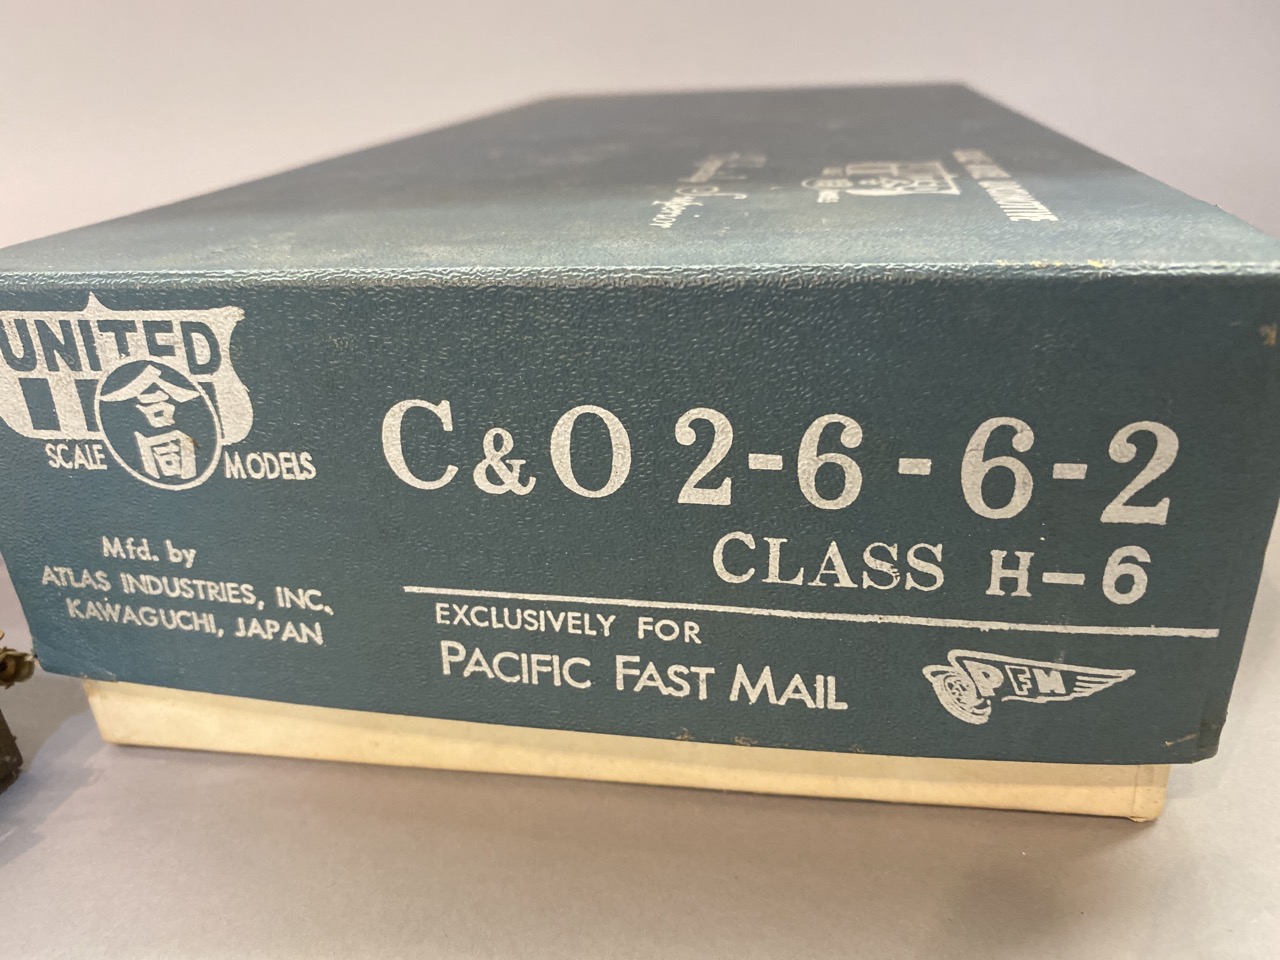 UNITED
合同
SCALE MODELS
Mfd. by
ATLAS INDUSTRIES, INC.
KAWAGUCHI, JAPAN
C&O 2-6-6-2
CLASS H-6
EXCLUSIVELY FOR
PACIFIC FAST MAIL
PFM